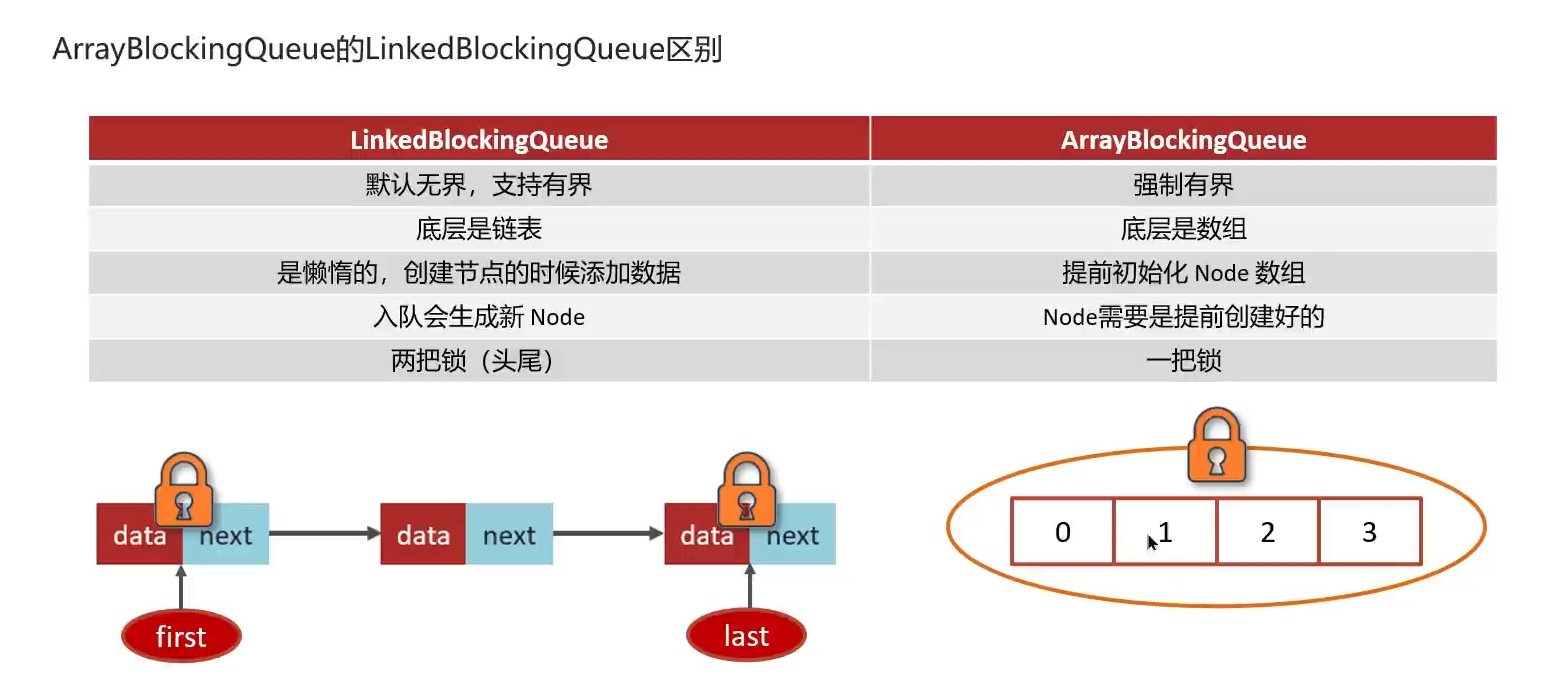 ArrayBlockingQueue的LinkedBlockingQueue区别
LinkedBlockingQueue ArrayBlockingQueue
默认无界，支持有界 强制有界
底层是链表 底层是数组
是懒惰的，创建节点的时候添加数据 提前初始化 Node 数组
入队会生成新 Node Node需要是提前创建好的
两把锁（头尾） 一把锁
data next data next data next 0 1 2 3
first last